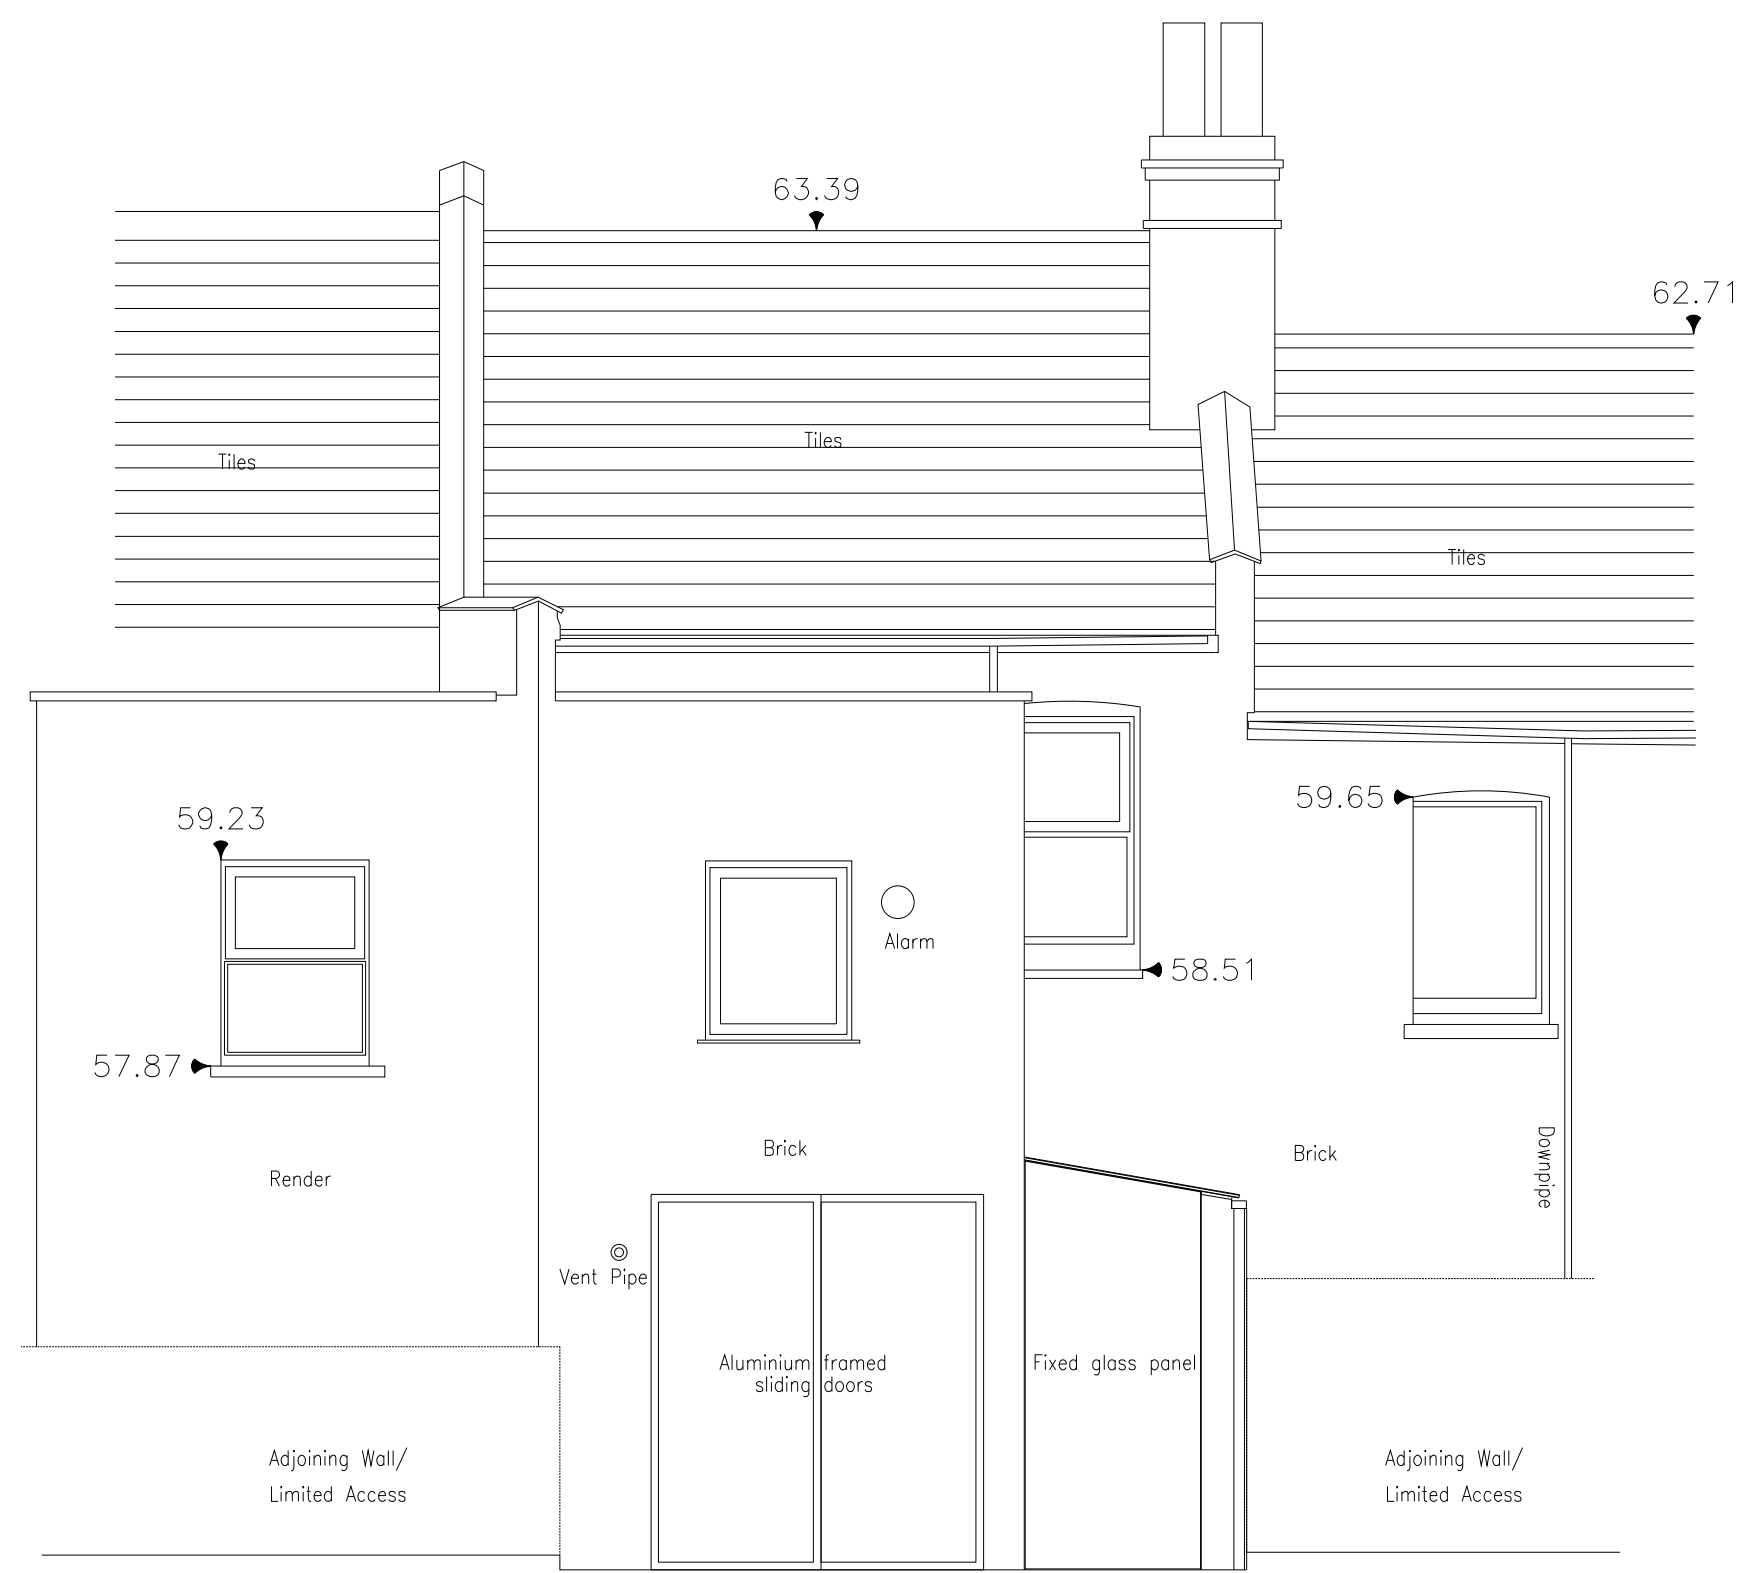 63.39
62.71
Tiles
Tiles
Tiles
59.65
59.23
Alarm
58.51
57.87
Brick
Brick
Downpipe
Render
Vent Pipe
Aluminium framed
sliding doors
Fixed glass panel
Adjoining Wall/
Limited Access
Adjoining Wall/
Limited Access